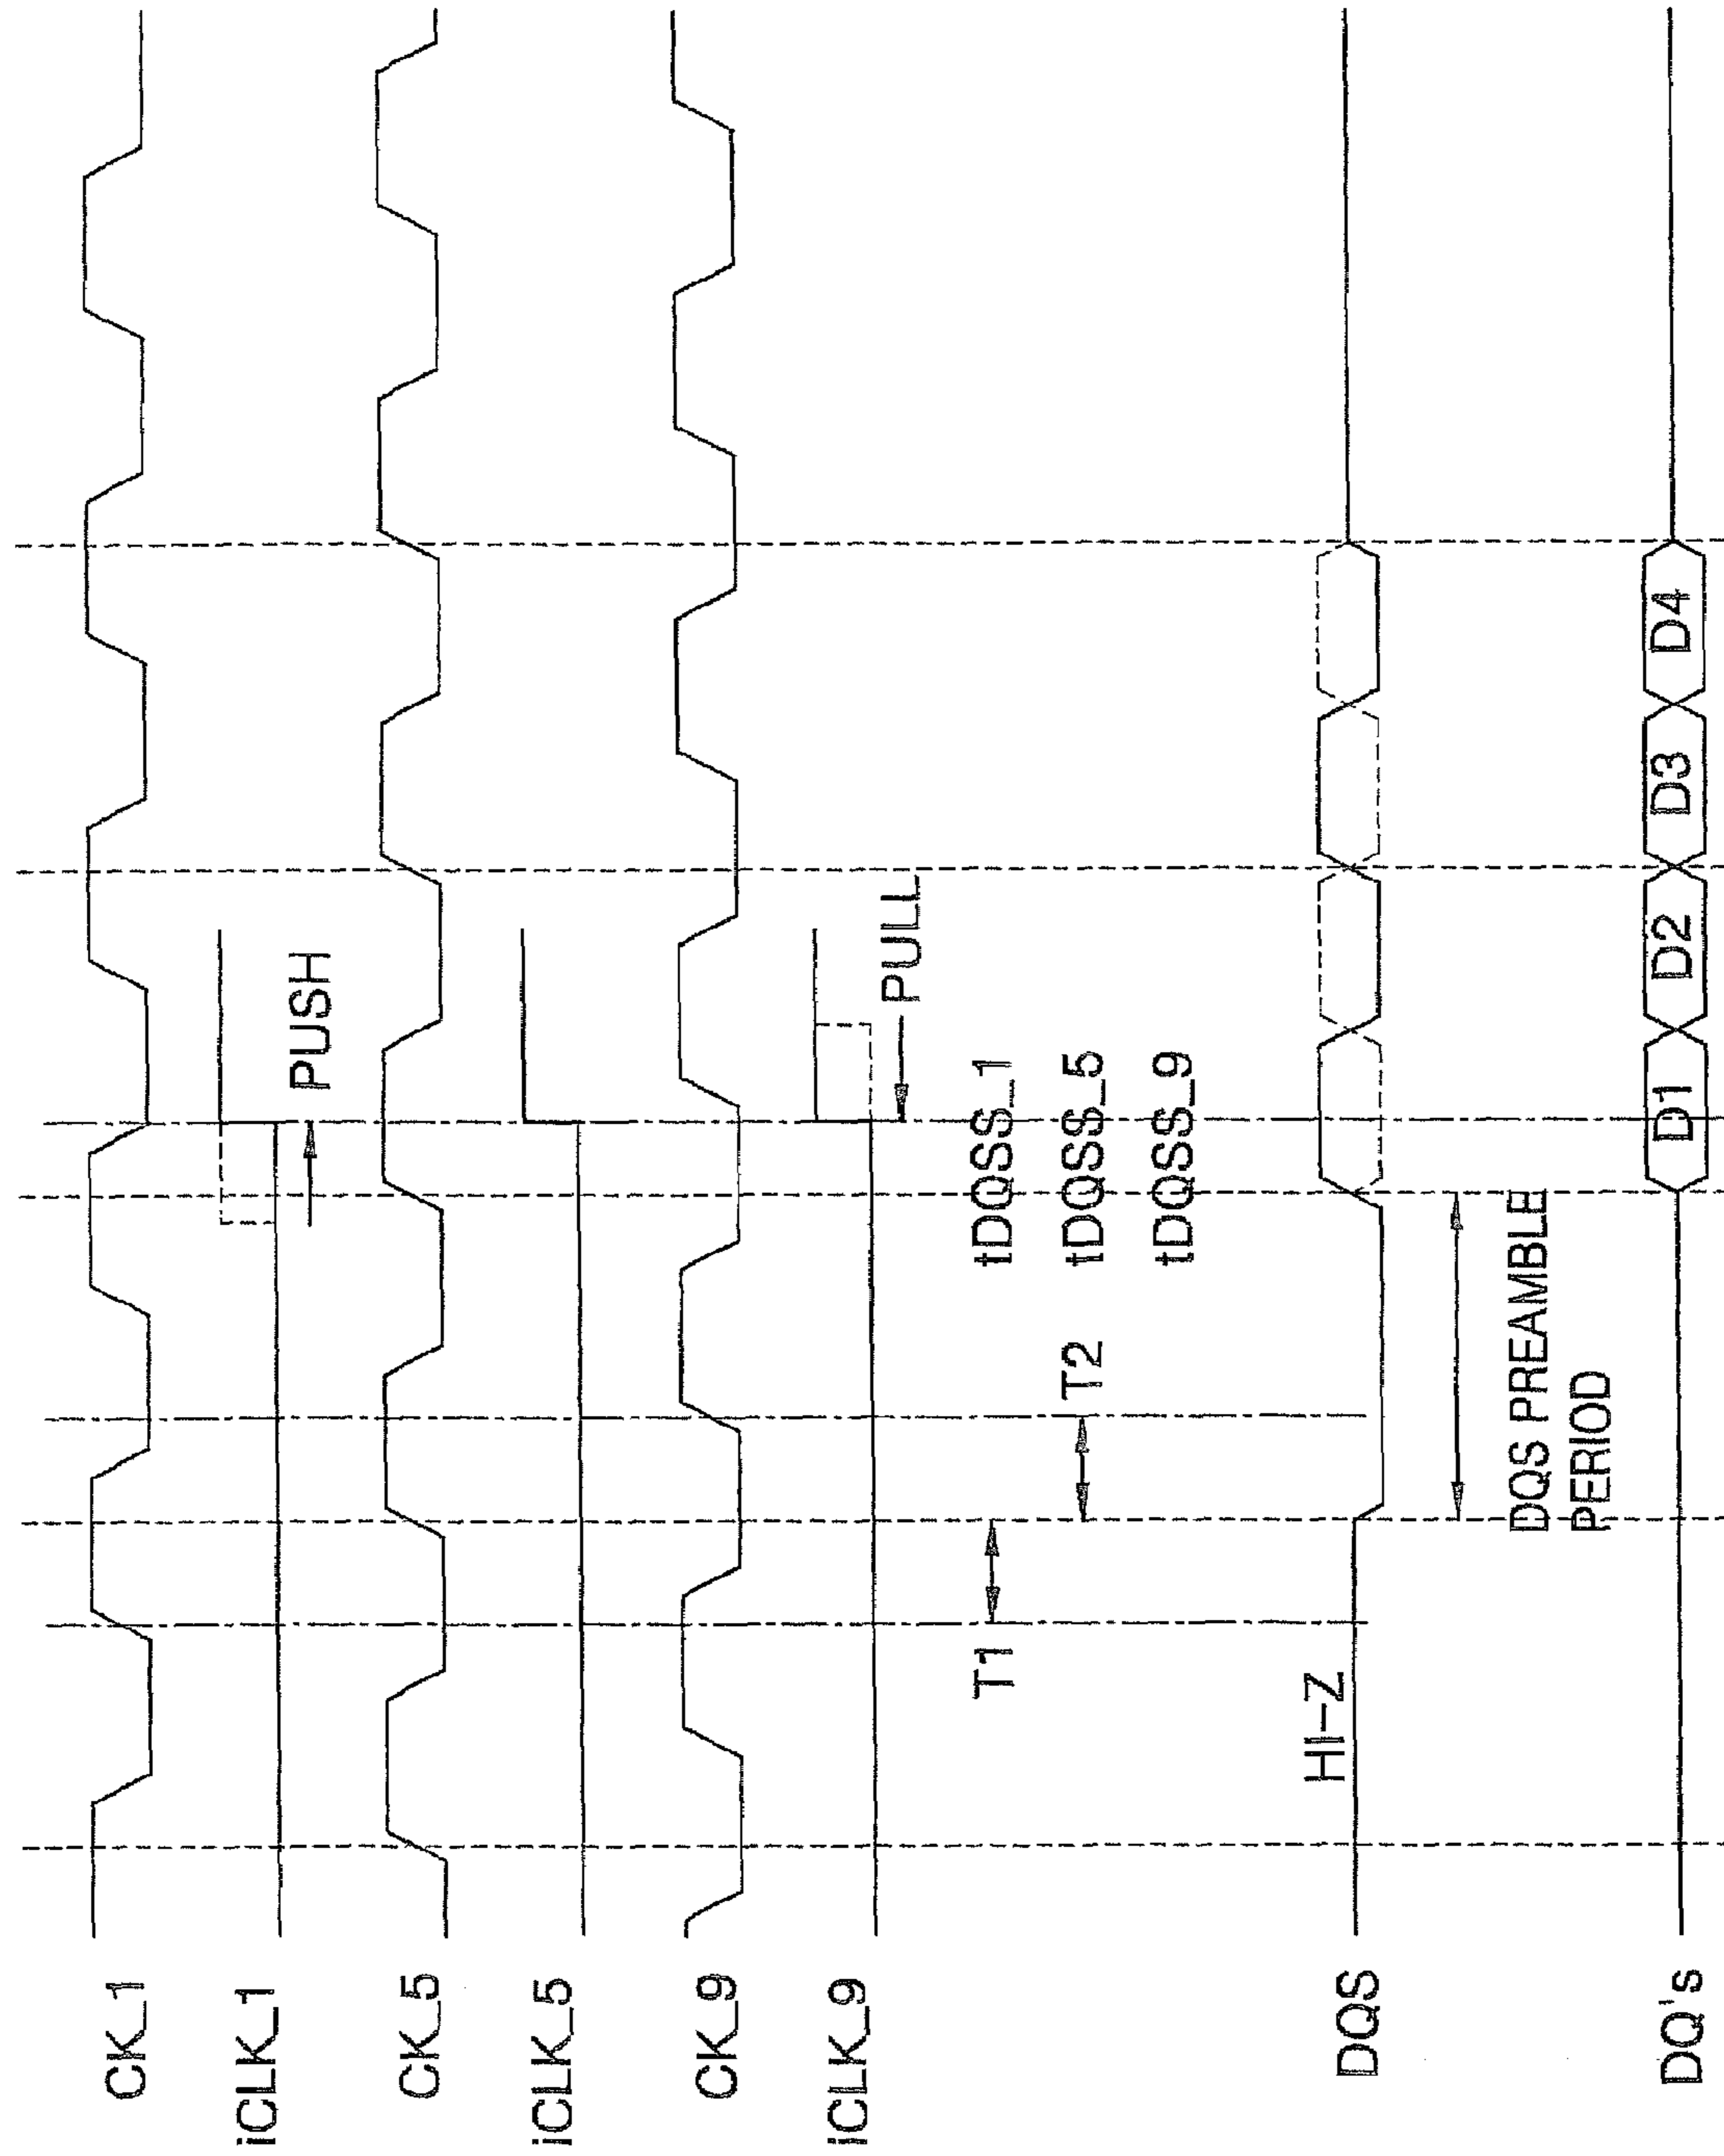 CK_1
iCLK_1
PUSH
CK_5
iCLK_5
CK_9
iCLK_9
PULL
T1
tDQSS_1
T2
tDQSS_5
tDQSS_9
HI-Z
DQS
DQS PREAMBLE
PERIOD
DQ's
D1
D2
D3
D4